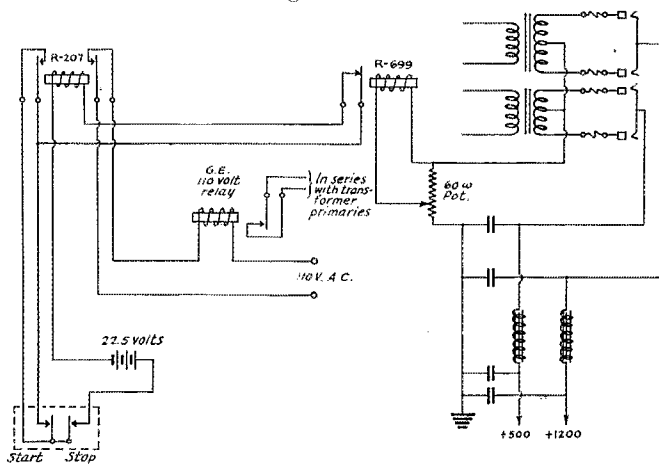 R-207
R-699
G.E.
110 volt
relay
In series
with trans-
former
primaries
60 ω
Pot.
110 V. A C.
22.5 volts
+500
+1200
Start
Stop